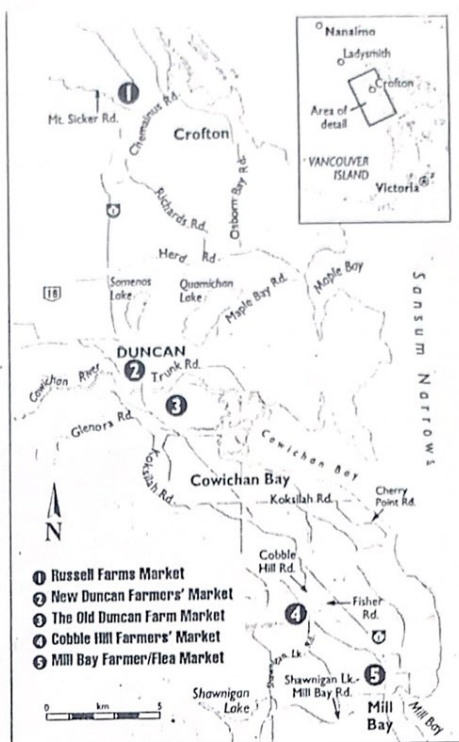 Nanaimo
Ladysmith
Crofton
Area of
detail
VANCOUVER
ISLAND
Victoria
1
Mt. Sicker Rd.
Chemainus Rd.
Crofton
Osborn Bay Rd.
Richards Rd.
1
Herd Rd.
Somenos
Lake
Quamichan
Lake
Maple Bay Rd.
Maple Bay
Sansum Narrows
18
DUNCAN
2
Trunk Rd.
Cowichan River
3
Glenora Rd.
Cowichan Bay
Koksilah Rd.
Cowichan Bay
Koksilah Rd.
Cherry
Point Rd.
N
Cobble
Hill Rd.
Fisher
Rd.
4
1
1 Russell Farms Market
2 New Duncan Farmers' Market
3 The Old Duncan Farm Market
4 Cobble Hill Farmers' Market
5 Mill Bay Farmer/Flea Market
Shawnigan Lk. Rd.
5
Shawnigan Lk.-
Mill Bay Rd.
Shawnigan
Lake
Mill
Bay
Mill Bay
km
0 5